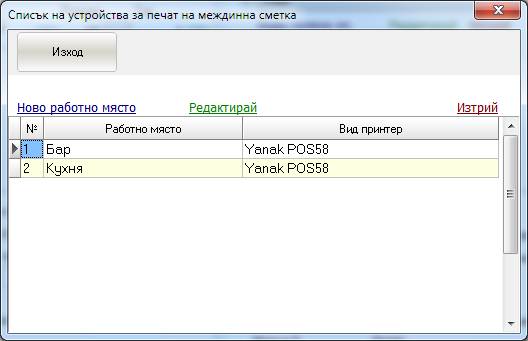 Списък на устройства за печат на междинна сметка
Изход
Ново работно място Редактирай Изтрий
№ Работно място Вид принтер
1 Бар Yanak POS58
2 Кухня Yanak POS58